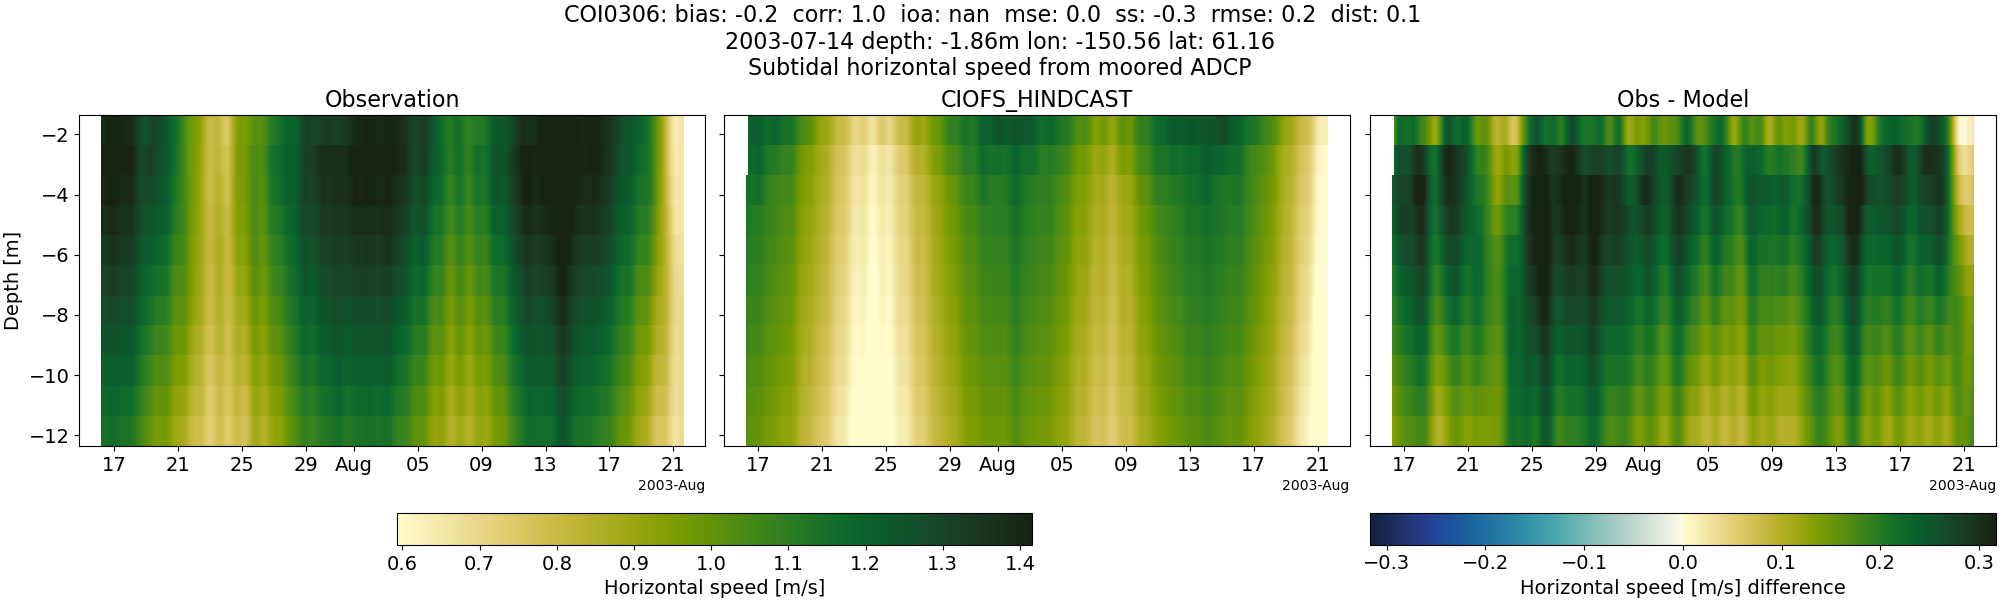 COI0306: bias: -0.2  corr: 1.0  ioa: nan  mse: 0.0  ss: -0.3  rmse: 0.2  dist: 0.1
2003-07-14 depth: -1.86m lon: -150.56 lat: 61.16
Subtidal horizontal speed from moored ADCP
Observation
CIOFS_HINDCAST
Obs - Model
Depth [m]
−2
−4
−6
−8
−10
−12
17 21 25 29 Aug 05 09 13 17 21
2003-Aug
17 21 25 29 Aug 05 09 13 17 21
2003-Aug
17 21 25 29 Aug 05 09 13 17 21
2003-Aug
0.6 0.7 0.8 0.9 1.0 1.1 1.2 1.3 1.4
Horizontal speed [m/s]
−0.3 −0.2 −0.1 0.0 0.1 0.2 0.3
Horizontal speed [m/s] difference